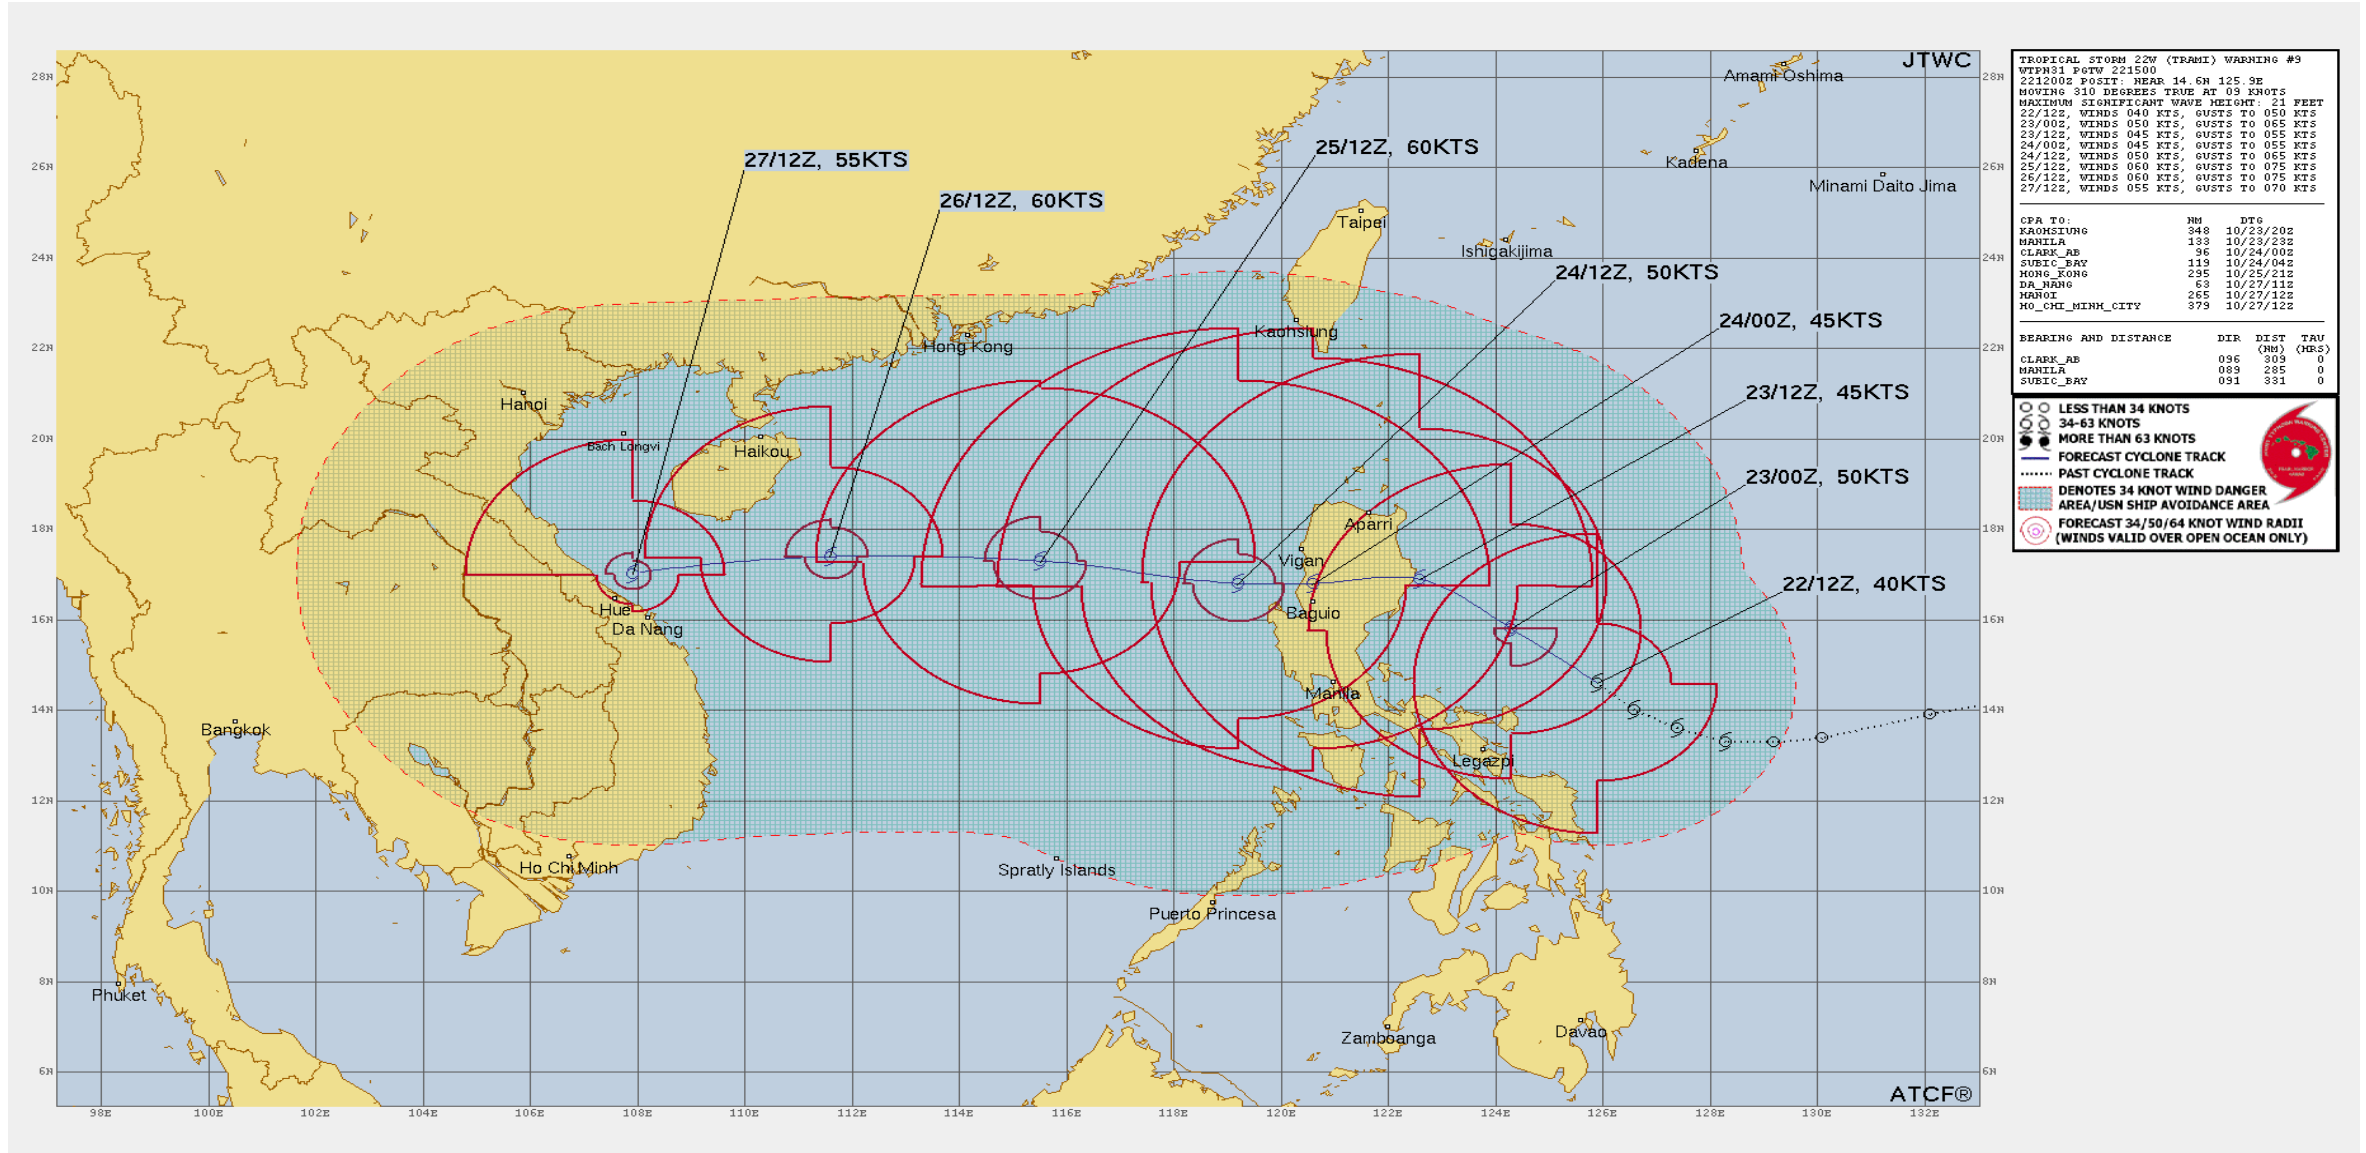 JTWC
28N
28N
Amami Oshima
26N
26N
Kadena
Minami Daito Jima
27/12Z, 55KTS
26/12Z, 60KTS
25/12Z, 60KTS
Taipei
Ishigakijima
24N
24N
24/12Z, 50KTS
24/00Z, 45KTS
Kaohsiung
Hong Kong
22N
22N
23/12Z, 45KTS
Hanoi
20N
20N
Bach Longvi
Haikou
23/00Z, 50KTS
18N
18N
Aparri
Vigan
22/12Z, 40KTS
Hue
Baguio
16N
16N
Da Nang
Manila
14N
14N
Bangkok
Legazpi
12N
12N
Ho Chi Minh
Spratly Islands
10N
10N
Puerto Princesa
8N
8N
Phuket
Zamboanga
Davao
6N
6N
ATCF®
98E 100E 102E 104E 106E 108E 110E 112E 114E 116E 118E 120E 122E 124E 126E 128E 130E 132E
TROPICAL STORM 22W (TRAMI) WARNING #9
WTPN31 PGTW 221500
221200Z POSIT: NEAR 14.6N 125.9E
MOVING 310 DEGREES TRUE AT 09 KNOTS
MAXIMUM SIGNIFICANT WAVE HEIGHT: 21 FEET
22/12Z, WINDS 040 KTS, GUSTS TO 050 KTS
23/00Z, WINDS 050 KTS, GUSTS TO 065 KTS
23/12Z, WINDS 045 KTS, GUSTS TO 055 KTS
24/00Z, WINDS 045 KTS, GUSTS TO 055 KTS
24/12Z, WINDS 050 KTS, GUSTS TO 065 KTS
25/12Z, WINDS 060 KTS, GUSTS TO 075 KTS
26/12Z, WINDS 060 KTS, GUSTS TO 075 KTS
27/12Z, WINDS 055 KTS, GUSTS TO 070 KTS
CPA TO: NM DTG
KAOHSIUNG 348 10/23/20Z
MANILA 133 10/23/23Z
CLARK_AB 96 10/24/00Z
SUBIC_BAY 119 10/24/04Z
HONG_KONG 295 10/25/21Z
DA_NANG 63 10/27/11Z
HANOI 265 10/27/12Z
HO_CHI_MINH_CITY 379 10/27/12Z
BEARING AND DISTANCE DIR DIST TAU
(NM) (HRS)
CLARK_AB 096 309 0
MANILA 089 285 0
SUBIC_BAY 091 331 0
LESS THAN 34 KNOTS
34-63 KNOTS
MORE THAN 63 KNOTS
FORECAST CYCLONE TRACK
PAST CYCLONE TRACK
DENOTES 34 KNOT WIND DANGER
AREA/USN SHIP AVOIDANCE AREA
FORECAST 34/50/64 KNOT WIND RADII
(WINDS VALID OVER OPEN OCEAN ONLY)